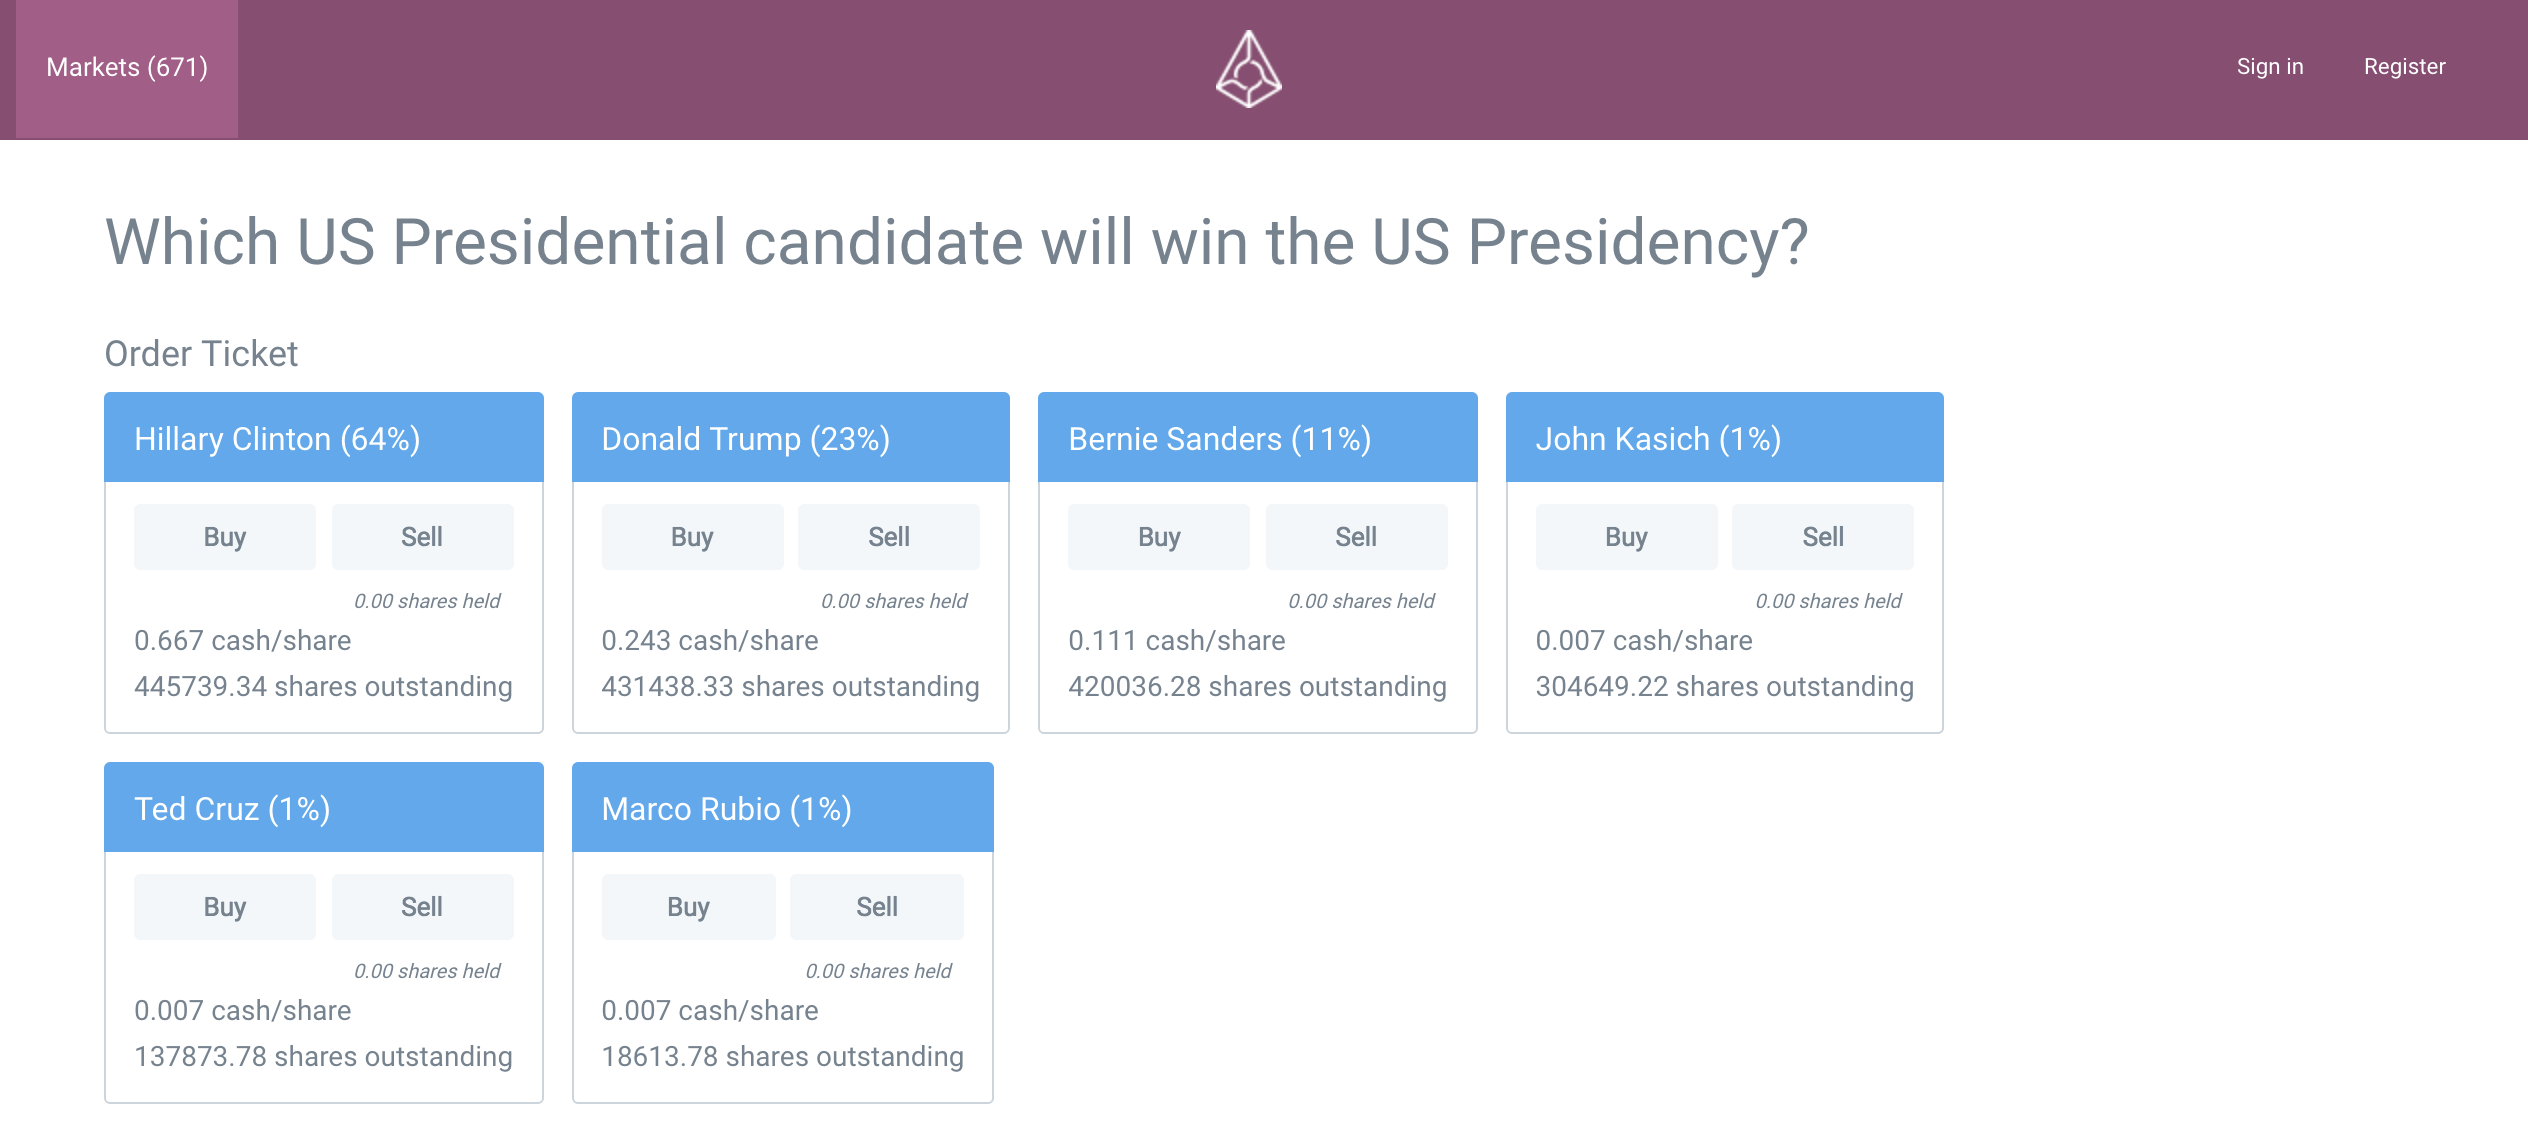 Markets (671)
Sign in
Register
Which US Presidential candidate will win the US Presidency?
Order Ticket
Hillary Clinton (64%)
Buy
Sell
0.00 shares held
0.667 cash/share
445739.34 shares outstanding
Donald Trump (23%)
Buy
Sell
0.00 shares held
0.243 cash/share
431438.33 shares outstanding
Bernie Sanders (11%)
Buy
Sell
0.00 shares held
0.111 cash/share
420036.28 shares outstanding
John Kasich (1%)
Buy
Sell
0.00 shares held
0.007 cash/share
304649.22 shares outstanding
Ted Cruz (1%)
Buy
Sell
0.00 shares held
0.007 cash/share
137873.78 shares outstanding
Marco Rubio (1%)
Buy
Sell
0.00 shares held
0.007 cash/share
18613.78 shares outstanding